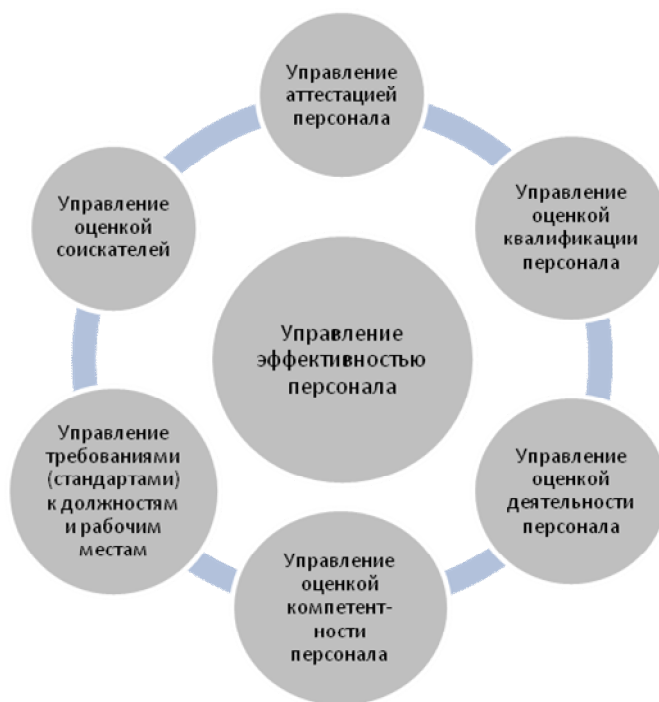 Управление
аттестацией
персонала
Управление
оценкой
квалификации
персонала
Управление
оценкой
соискателей
Управление
эффективностью
персонала
Управление
требованиями
(стандартами)
к должностям
и рабочим
местам
Управление
оценкой
деятельности
персонала
Управление
оценкой
компетент-
ности
персонала